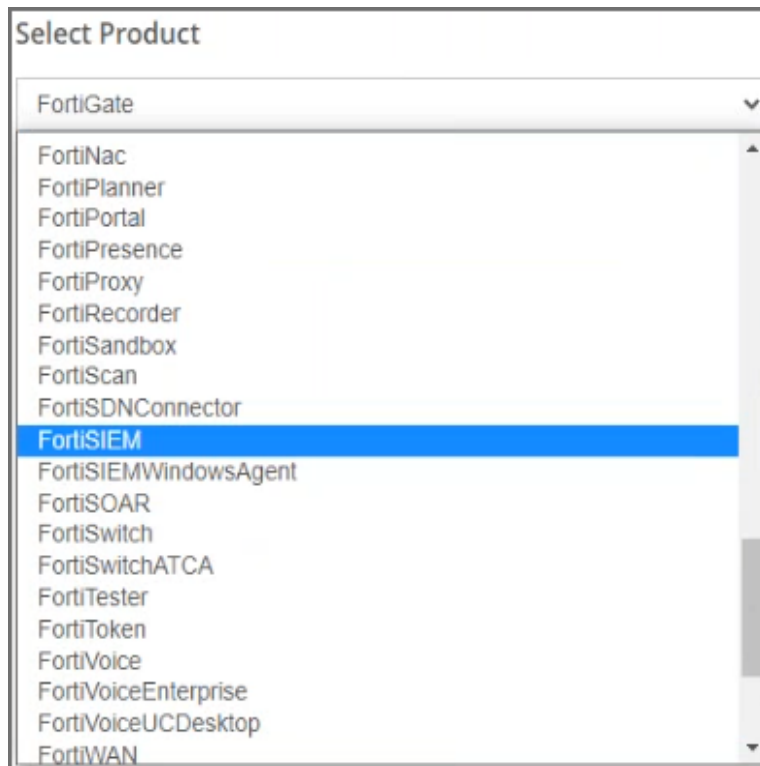 Select Product
FortiGate
FortiNac
FortiPlanner
FortiPortal
FortiPresence
FortiProxy
FortiRecorder
FortiSandbox
FortiScan
FortiSDNConnector
FortiSIEM
FortiSIEMWindowsAgent
FortiSOAR
FortiSwitch
FortiSwitchATCA
FortiTester
FortiToken
FortiVoice
FortiVoiceEnterprise
FortiVoiceUCDesktop
FortiWAN